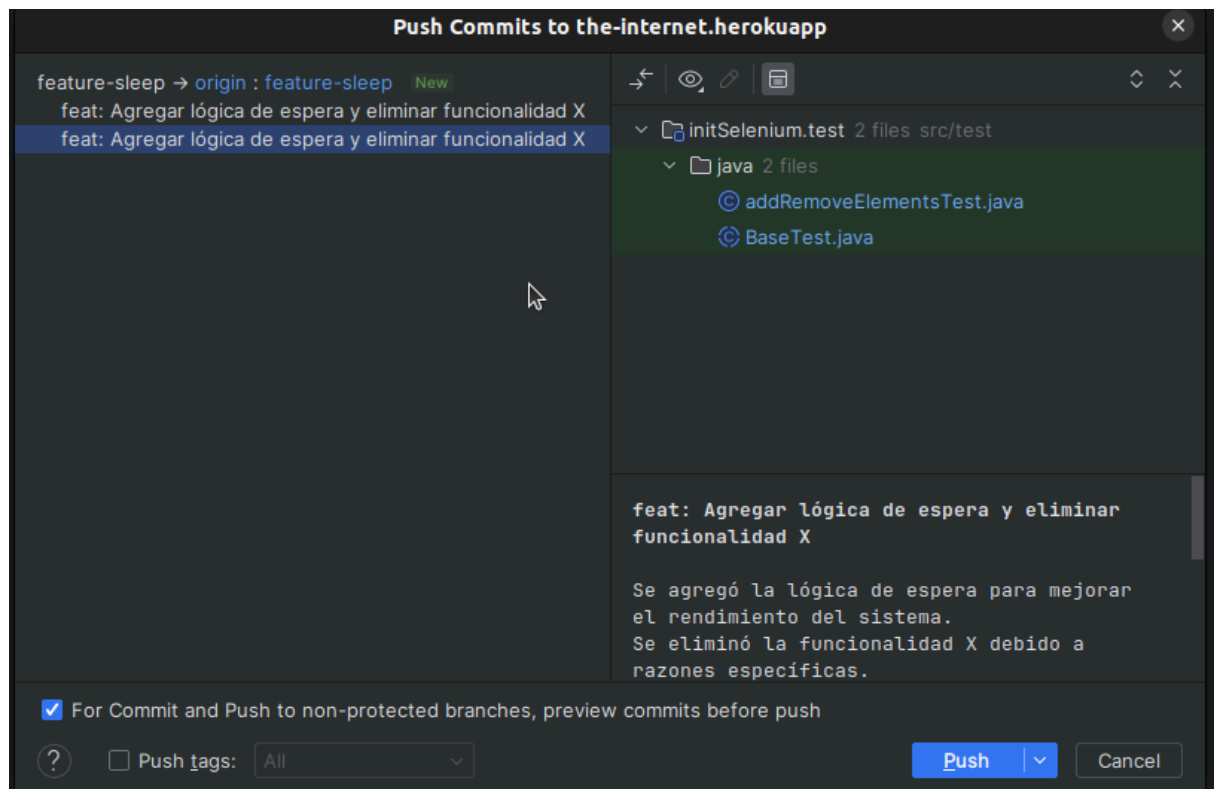 Push Commits to the-internet.herokuapp
feature-sleep → origin : feature-sleep New
feat: Agregar lógica de espera y eliminar funcionalidad X
feat: Agregar lógica de espera y eliminar funcionalidad X
initSelenium.test 2 files src/test
java 2 files
addRemoveElementsTest.java
BaseTest.java
feat: Agregar lógica de espera y eliminar
funcionalidad X
Se agregó la lógica de espera para mejorar
el rendimiento del sistema.
Se eliminó la funcionalidad X debido a
razones específicas.
For Commit and Push to non-protected branches, preview commits before push
? Push tags: All Push Cancel